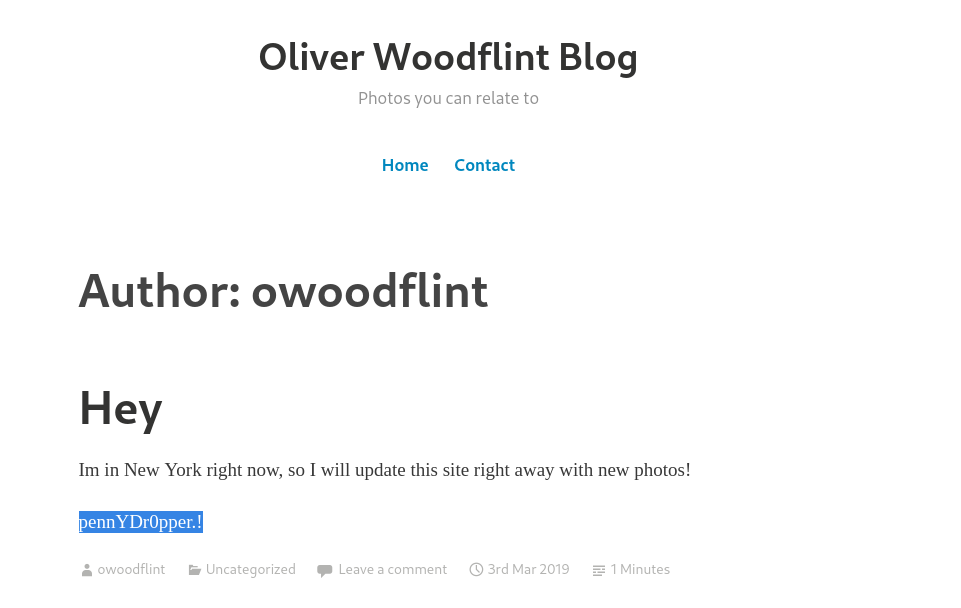 Oliver Woodflint Blog
Photos you can relate to
Home Contact
Author: owoodflint
Hey
Im in New York right now, so I will update this site right away with new photos!
pennYDr0pper.!
owoodflint Uncategorized Leave a comment 3rd Mar 2019 1 Minutes